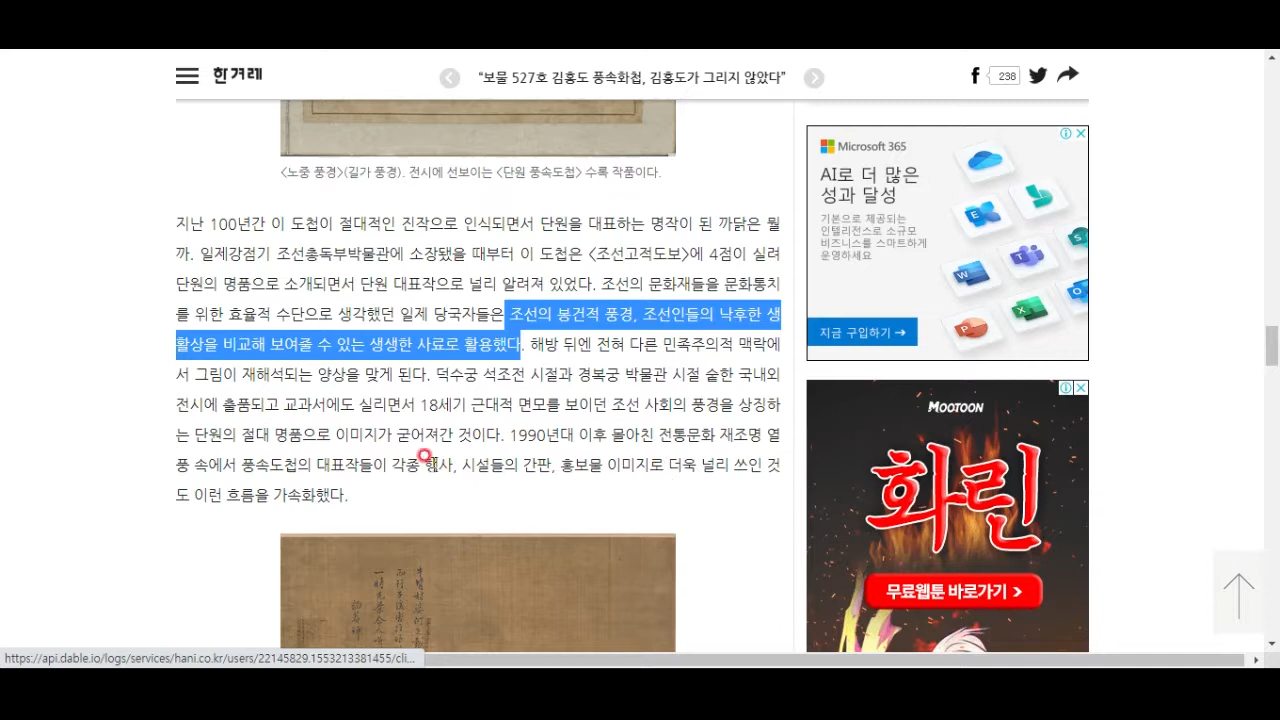 한겨레
“보물 527호 김홍도 풍속화첩, 김홍도가 그리지 않았다”
238
<노중 풍경>(길가 풍경). 전시에 선보이는 <단원 풍속도첩> 수록 작품이다.
지난 100년간 이 도첩이 절대적인 진작으로 인식되면서 단원을 대표하는 명작이 된 까닭은 뭘
까. 일제강점기 조선총독부박물관에 소장됐을 때부터 이 도첩은 <조선고적도보>에 4점이 실려
단원의 명품으로 소개되면서 단원 대표작으로 널리 알려져 있었다. 조선의 문화재들을 문화통치
를 위한 효율적 수단으로 생각했던 일제 당국자들은 조선의 봉건적 풍경, 조선인들의 낙후한 생
활상을 비교해 보여줄 수 있는 생생한 사료로 활용했다. 해방 뒤엔 전혀 다른 민족주의적 맥락에
서 그림이 재해석되는 양상을 맞게 된다. 덕수궁 석조전 시절과 경복궁 박물관 시절 숱한 국내외
전시에 출품되고 교과서에도 실리면서 18세기 근대적 면모를 보이던 조선 사회의 풍경을 상징하
는 단원의 절대 명품으로 이미지가 굳어져간 것이다. 1990년대 이후 몰아친 전통문화 재조명 열
풍 속에서 풍속도첩의 대표작들이 각종 행사, 시설들의 간판, 홍보물 이미지로 더욱 널리 쓰인 것
도 이런 흐름을 가속화했다.
Microsoft 365
AI로 더 많은
성과 달성
기본으로 제공되는
인텔리전스로 소규모
비즈니스를 스마트하게
운영하세요
지금 구입하기 →
MOOTOON
화린
무료웹툰 바로가기 >
https://api.dable.io/logs/services/hani.co.kr/users/22145829.1553213381455/cli...